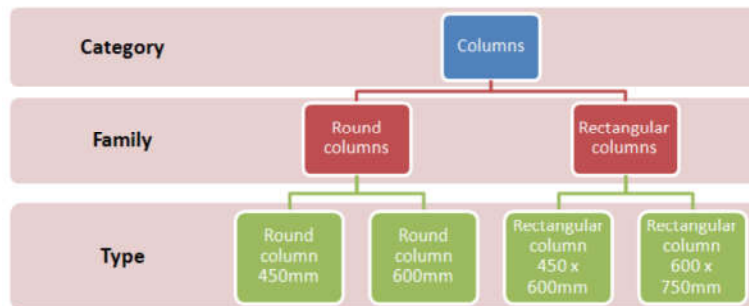 Category
Columns
Family
Round
columns
Rectangular
columns
Type
Round
column
450mm
Round
column
600mm
Rectangular
column
450 x
600mm
Rectangular
column
600 x
750mm